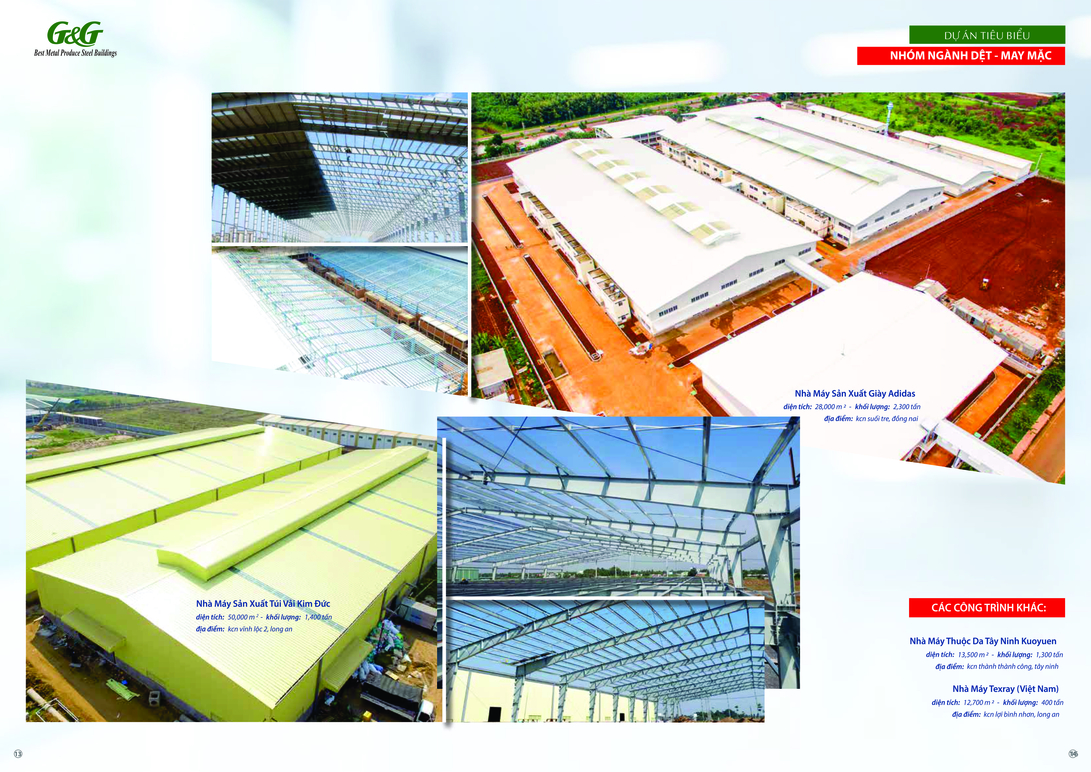 G&G
Best Metal Produce Steel Buildings
DỰ ÁN TIÊU BIỂU
NHÓM NGÀNH DỆT - MAY MẶC
Nhà Máy Sản Xuất Giày Adidas
diện tích: 28,000 m² - khối lượng: 2,300 tấn
địa điểm: kcn suối tre, đồng nai
Nhà Máy Sản Xuất Túi Vải Kim Đức
diện tích: 50,000 m² - khối lượng: 1,400 tấn
địa điểm: kcn vĩnh lộc 2, long an
CÁC CÔNG TRÌNH KHÁC:
Nhà Máy Thuộc Da Tây Ninh Kuoyuen
diện tích: 13,500 m² - khối lượng: 1,300 tấn
địa điểm: kcn thành thành công, tây ninh
Nhà Máy Texray (Việt Nam)
diện tích: 12,700 m² - khối lượng: 400 tấn
địa điểm: kcn lợi bình nhơn, long an
13